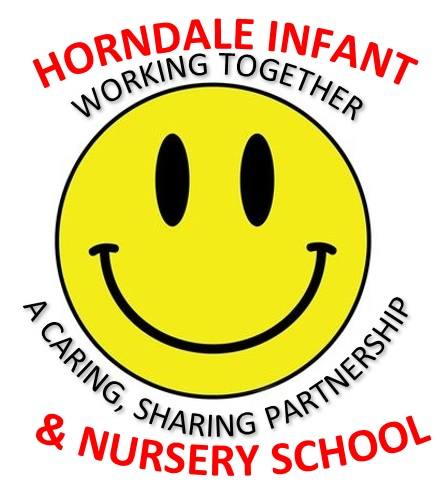 HORNDALE INFANT
WORKING TOGETHER
A CARING, SHARING PARTNERSHIP
& NURSERY SCHOOL